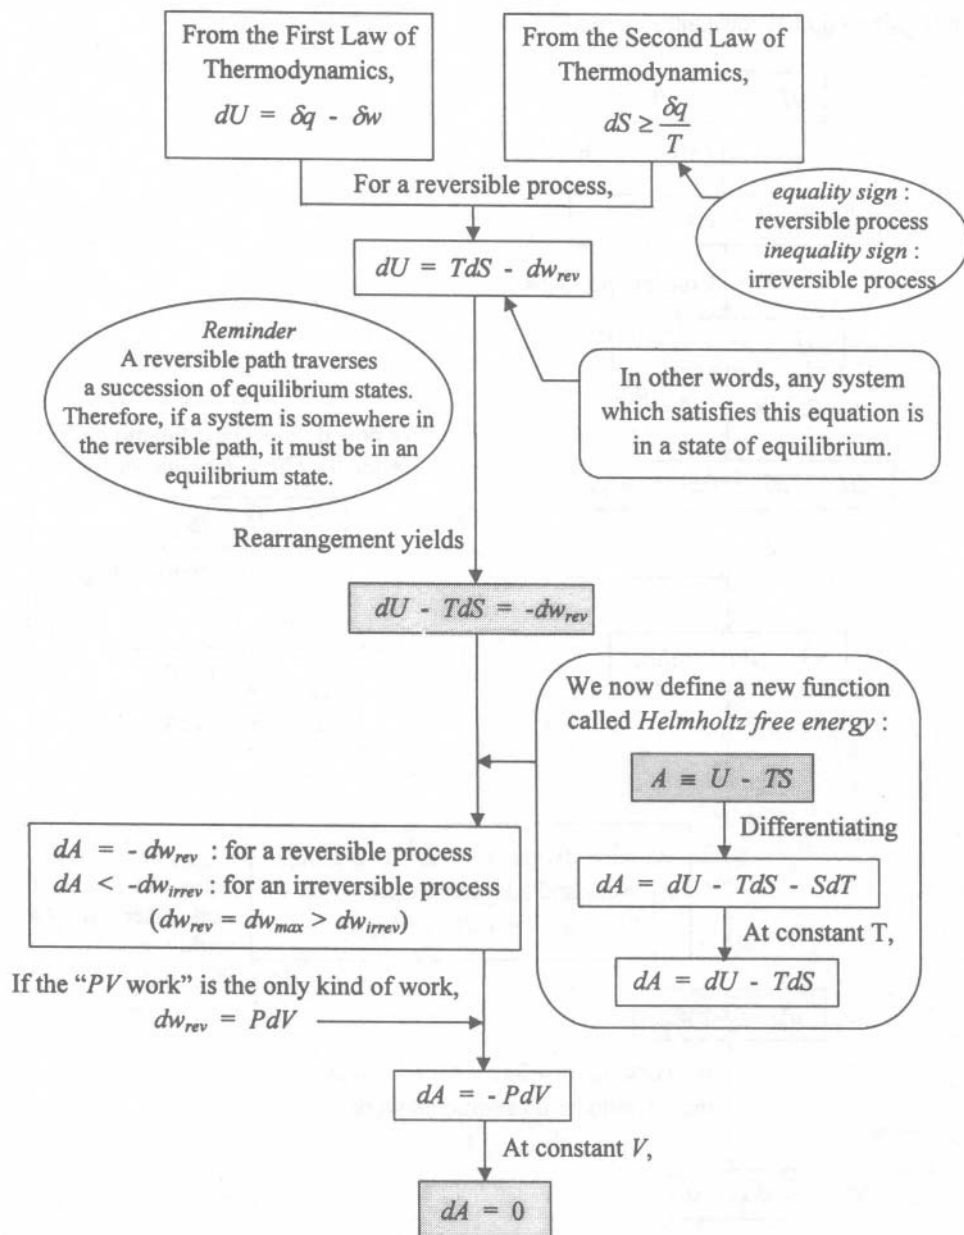 From the First Law of
Thermodynamics,
dU = δq - δw
From the Second Law of
Thermodynamics,
dS ≥ δq/T
For a reversible process,
equality sign :
reversible process
inequality sign :
irreversible process
dU = TdS - dw_rev
Reminder
A reversible path traverses
a succession of equilibrium states.
Therefore, if a system is somewhere in
the reversible path, it must be in an
equilibrium state.
In other words, any system
which satisfies this equation is
in a state of equilibrium.
Rearrangement yields
dU - TdS = -dw_rev
We now define a new function
called Helmholtz free energy :
A ≡ U - TS
Differentiating
dA = dU - TdS - SdT
At constant T,
dA = dU - TdS
dA = - dw_rev : for a reversible process
dA < -dw_irrev : for an irreversible process
(dw_rev = dw_max > dw_irrev)
If the “PV work” is the only kind of work,
dw_rev = PdV
dA = - PdV
At constant V,
dA = 0